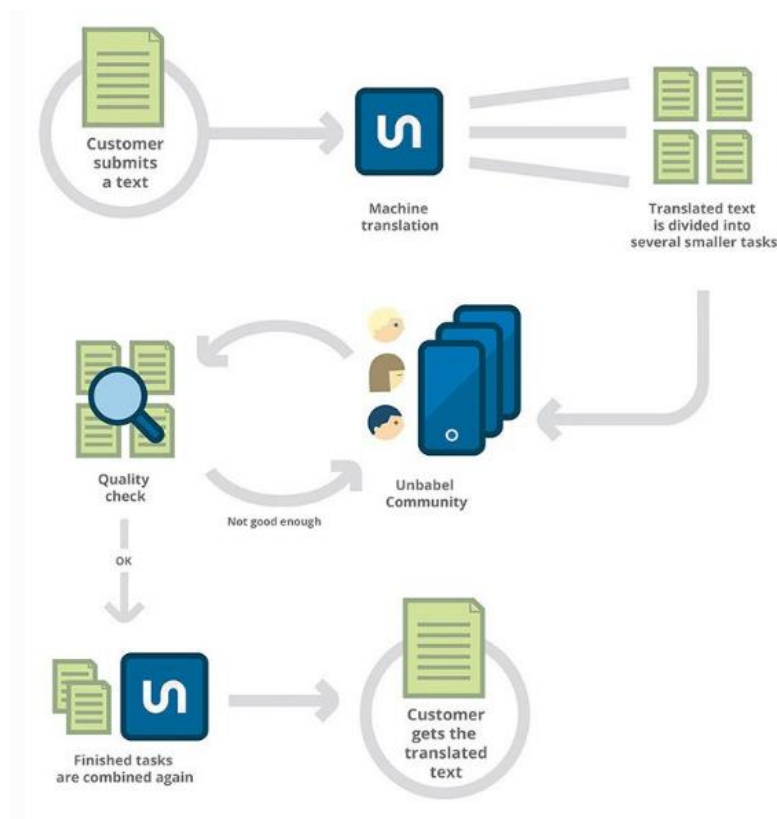 Customer
submits
a text
Machine
translation
Translated text
is divided into
several smaller tasks
Unbabel
Community
Quality
check
Not good enough
OK
Finished tasks
are combined again
Customer
gets the
translated
text